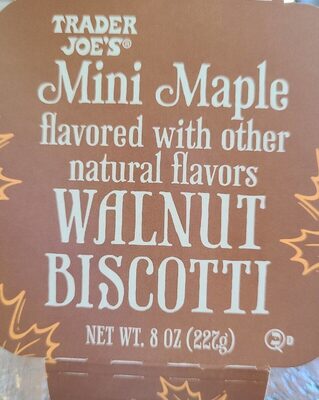 TRADER
JOE'S®
Mini Maple
flavored with other
natural flavors
WALNUT
BISCOTTI
NET WT. 8 OZ (227g)
D